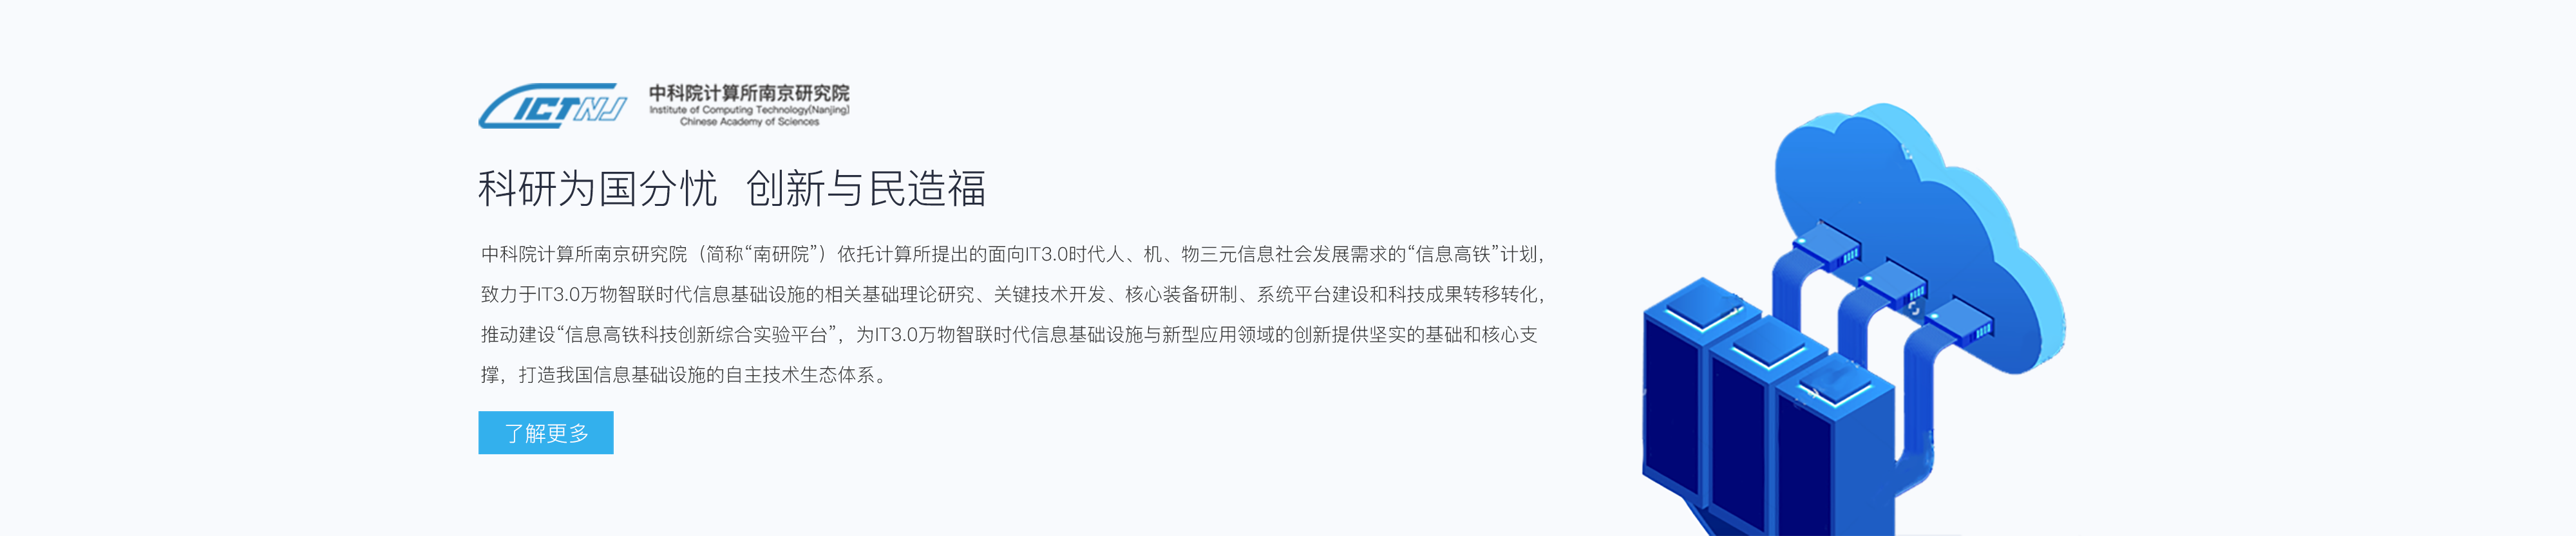 ICTNJ
中科院计算所南京研究院
Institute of Computing Technology(Nanjing)
Chinese Academy of Sciences
科研为国分忧 创新与民造福
中科院计算所南京研究院（简称“南研院”）依托计算所提出的面向IT3.0时代人、机、物三元信息社会发展需求的“信息高铁”计划，
致力于IT3.0万物智联时代信息基础设施的相关基础理论研究、关键技术开发、核心装备研制、系统平台建设和科技成果转移转化，
推动建设“信息高铁科技创新综合实验平台”，为IT3.0万物智联时代信息基础设施与新型应用领域的创新提供坚实的基础和核心支
撑，打造我国信息基础设施的自主技术生态体系。
了解更多